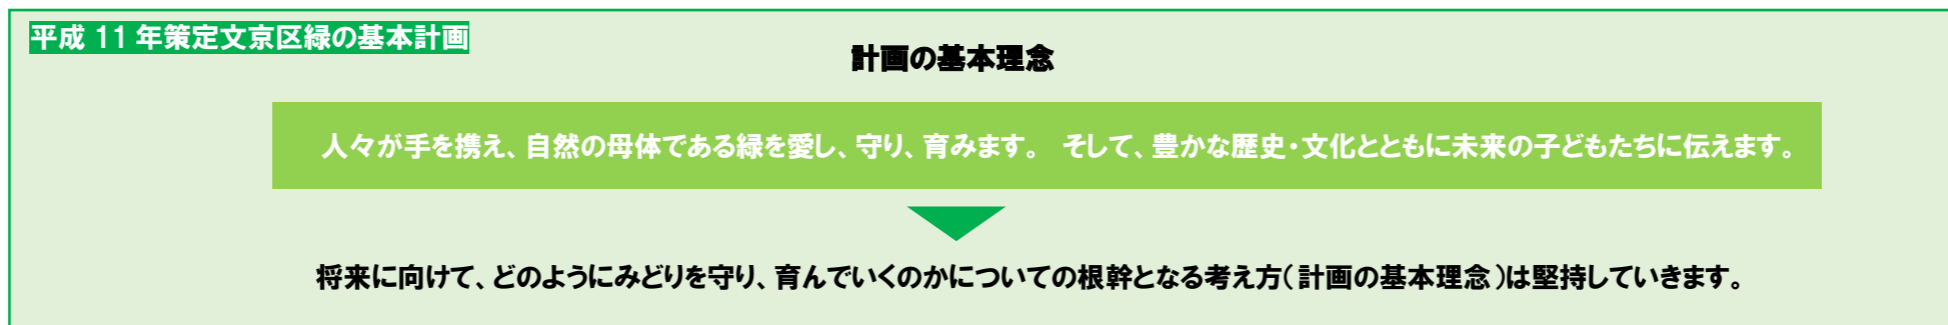 平成 11 年策定文京区緑の基本計画
計画の基本理念
人々が手を携え、自然の母体である緑を愛し、守り、育みます。 そして、豊かな歴史・文化とともに未来の子どもたちに伝えます。
将来に向けて、どのようにみどりを守り、育んでいくのかについての根幹となる考え方(計画の基本理念)は堅持していきます。